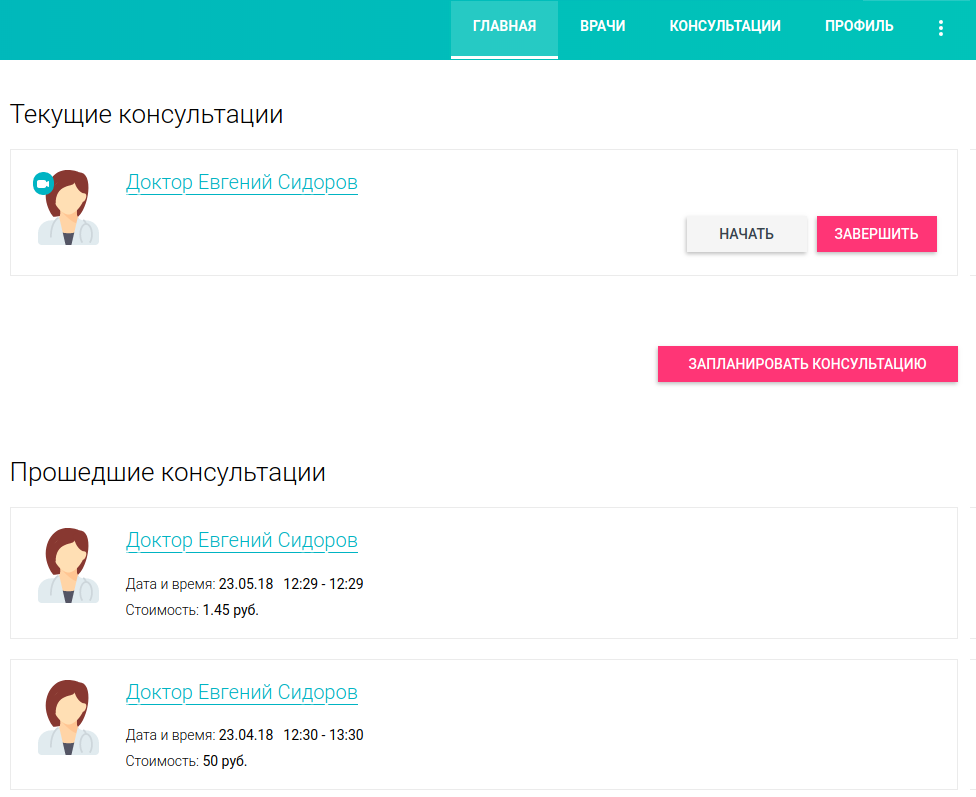 ГЛАВНАЯ ВРАЧИ КОНСУЛЬТАЦИИ ПРОФИЛЬ
Текущие консультации
Доктор Евгений Сидоров
НАЧАТЬ ЗАВЕРШИТЬ
ЗАПЛАНИРОВАТЬ КОНСУЛЬТАЦИЮ
Прошедшие консультации
Доктор Евгений Сидоров
Дата и время: 23.05.18 12:29 - 12:29
Стоимость: 1.45 руб.
Доктор Евгений Сидоров
Дата и время: 23.04.18 12:30 - 13:30
Стоимость: 50 руб.